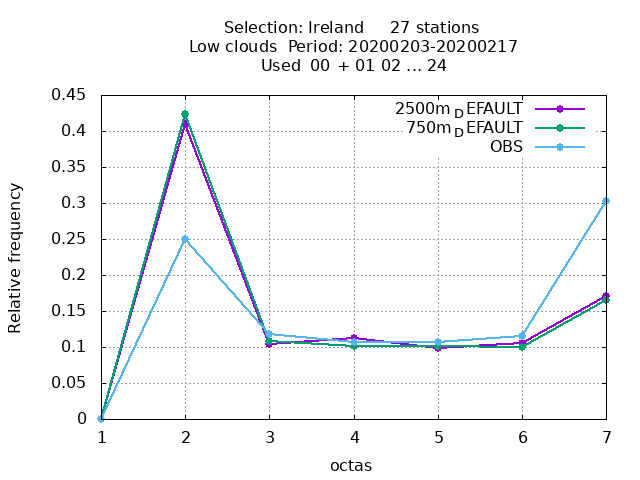 Selection: Ireland     27 stations
Low clouds  Period: 20200203-20200217
Used  00 + 01 02 ... 24
0.45
0.4
0.35
0.3
0.25
0.2
0.15
0.1
0.05
0
Relative frequency
2500m_DEFAULT
750m_DEFAULT
OBS
1 2 3 4 5 6 7
octas